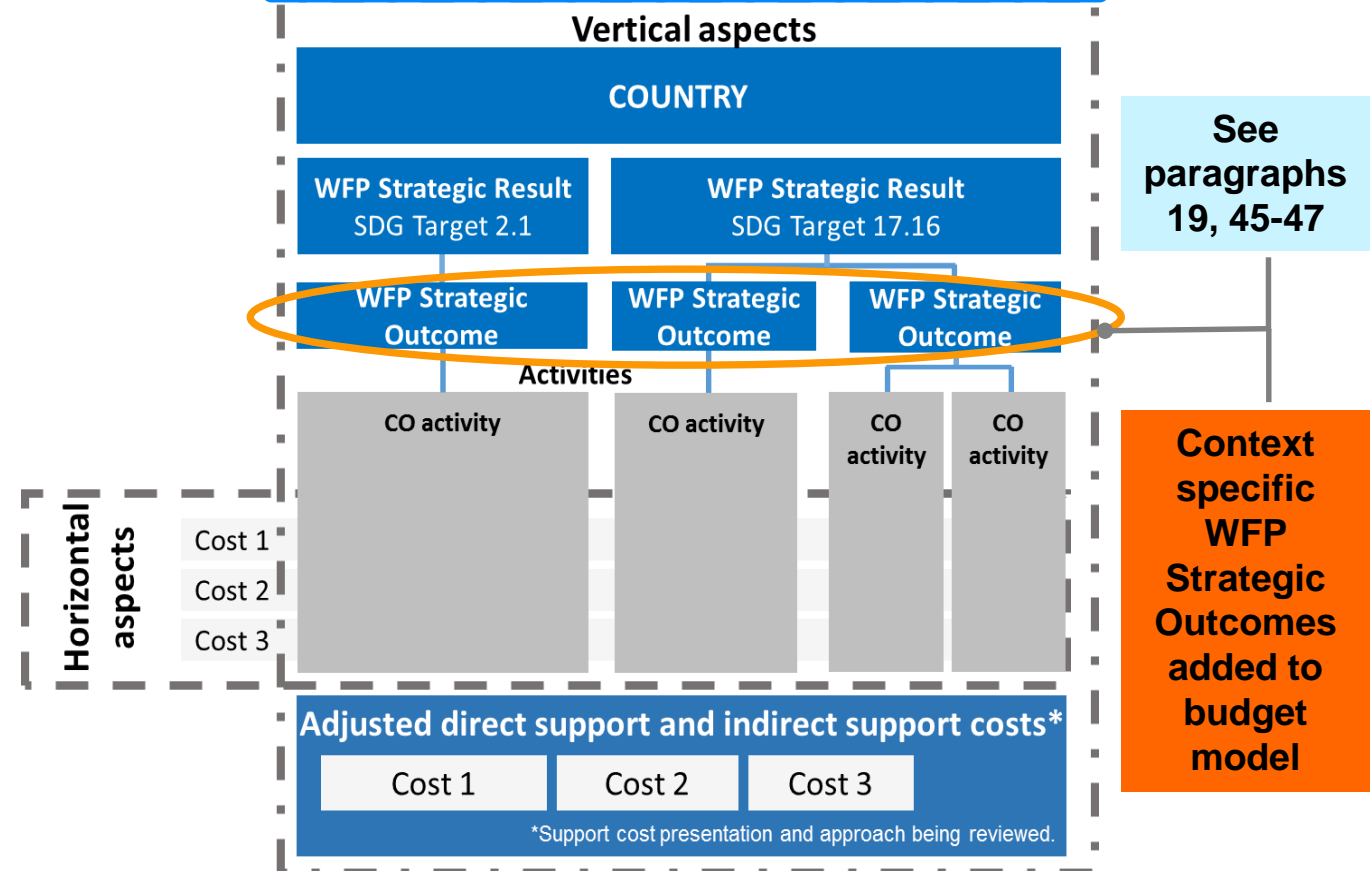 Vertical aspects
COUNTRY
WFP Strategic Result
SDG Target 2.1
WFP Strategic Result
SDG Target 17.16
WFP Strategic
Outcome
WFP Strategic
Outcome
WFP Strategic
Outcome
Activities
CO activity
CO activity
CO
activity
CO
activity
Horizontal
aspects
Cost 1
Cost 2
Cost 3
Adjusted direct support and indirect support costs*
Cost 1
Cost 2
Cost 3
*Support cost presentation and approach being reviewed.
See
paragraphs
19, 45-47
Context
specific
WFP
Strategic
Outcomes
added to
budget
model